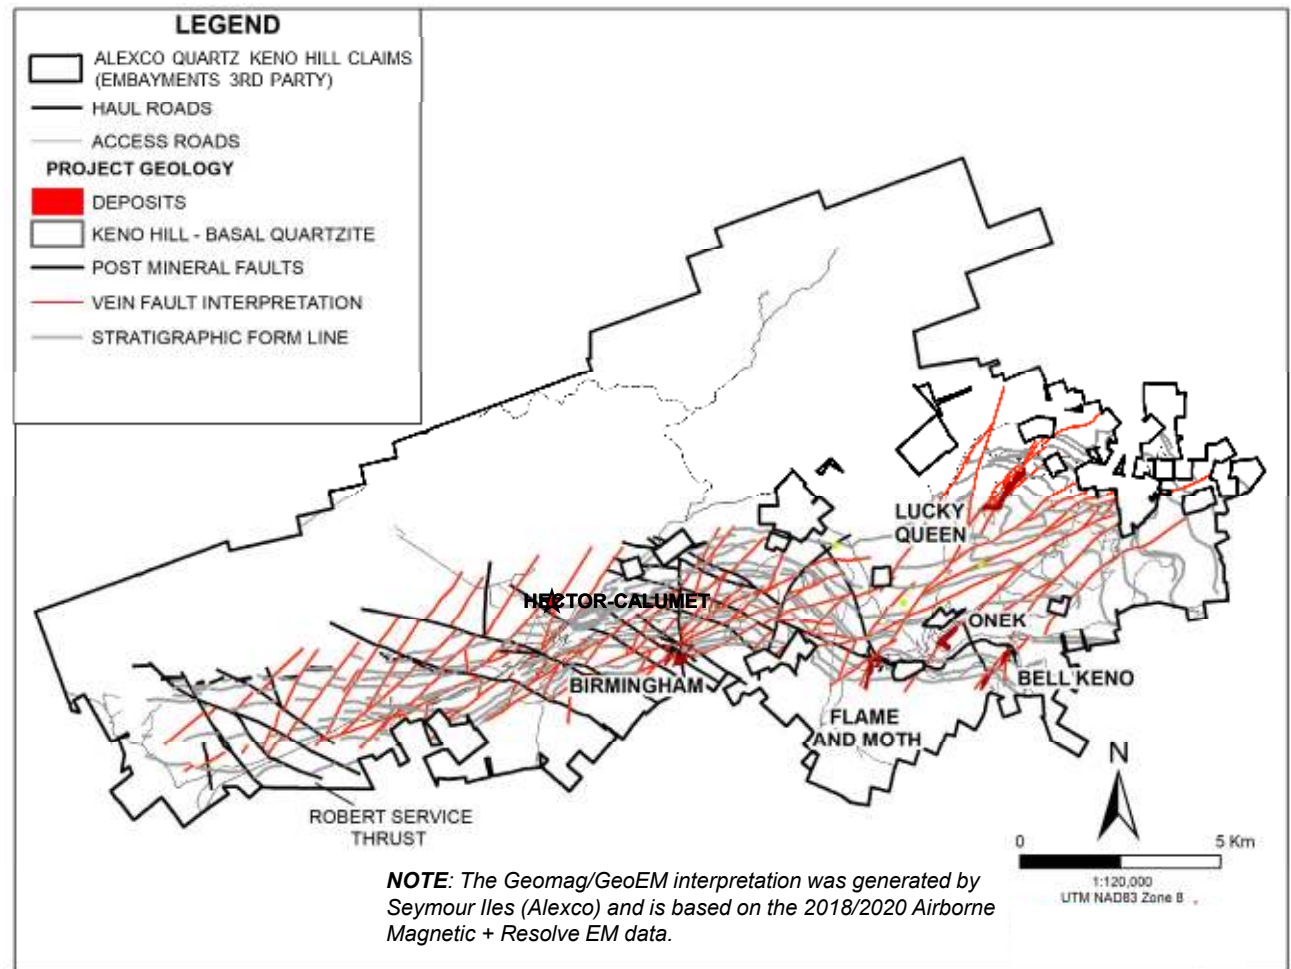 LEGEND
ALEXCO QUARTZ KENO HILL CLAIMS
(EMBAYMENTS 3RD PARTY)
HAUL ROADS
ACCESS ROADS
PROJECT GEOLOGY
DEPOSITS
KENO HILL - BASAL QUARTZITE
POST MINERAL FAULTS
VEIN FAULT INTERPRETATION
STRATIGRAPHIC FORM LINE
LUCKY
QUEEN
HECTOR-CALUMET
ONEK
BIRMINGHAM
BELL KENO
FLAME
AND MOTH
ROBERT SERVICE
THRUST
N
0 5 Km
1:120,000
UTM NAD83 Zone 8
NOTE: The Geomag/GeoEM interpretation was generated by
Seymour Iles (Alexco) and is based on the 2018/2020 Airborne
Magnetic + Resolve EM data.